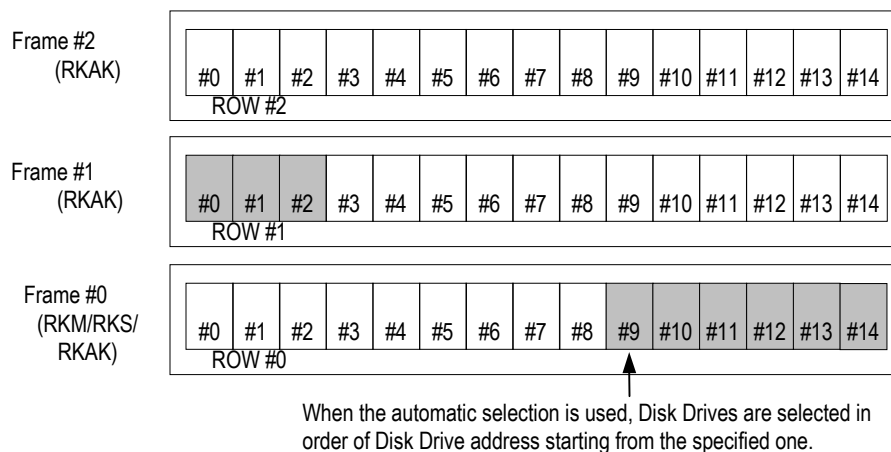 Frame #2
(RKAK)
#0 #1 #2 #3 #4 #5 #6 #7 #8 #9 #10 #11 #12 #13 #14
ROW #2
Frame #1
(RKAK)
#0 #1 #2 #3 #4 #5 #6 #7 #8 #9 #10 #11 #12 #13 #14
ROW #1
Frame #0
(RKM/RKS/
RKAK)
#0 #1 #2 #3 #4 #5 #6 #7 #8 #9 #10 #11 #12 #13 #14
ROW #0
When the automatic selection is used, Disk Drives are selected in
order of Disk Drive address starting from the specified one.